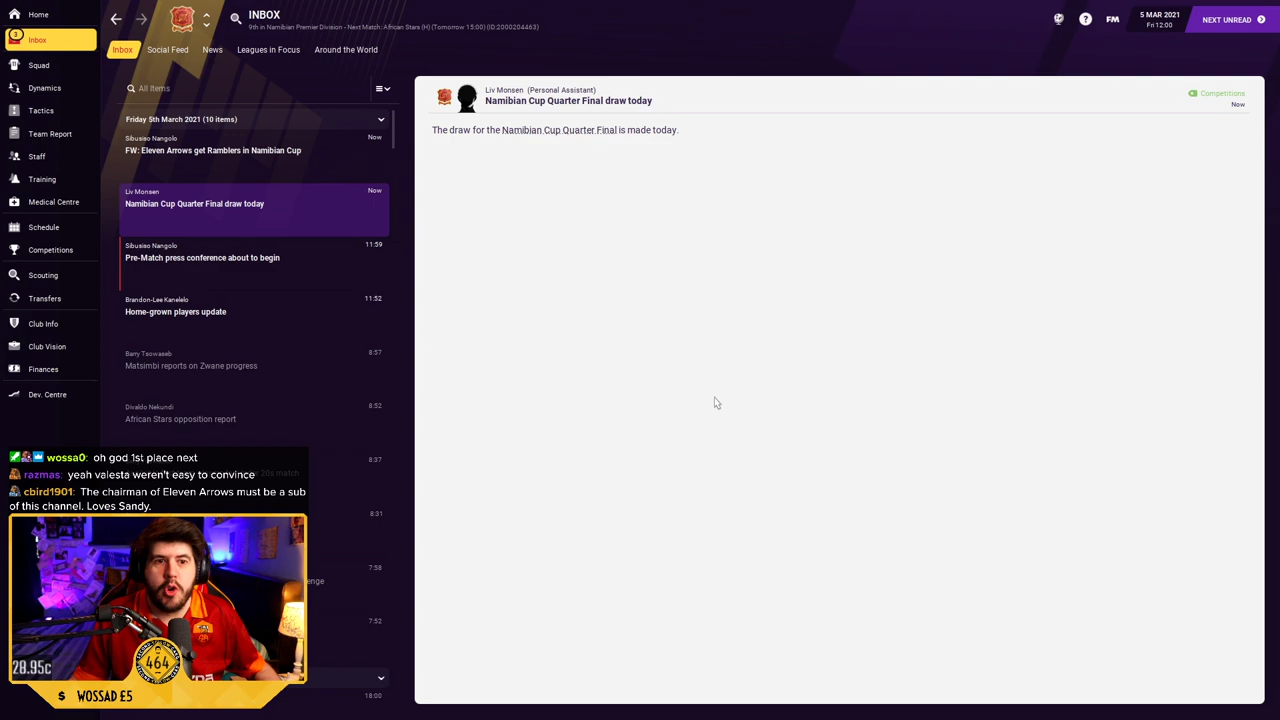 Home
3
Inbox
Squad
Dynamics
Tactics
Team Report
Staff
Training
Medical Centre
Schedule
Competitions
Scouting
Transfers
Club Info
Club Vision
Finances
Dev. Centre
INBOX
9th in Namibian Premier Division - Next Match: African Stars (H) (Tomorrow 15:00) (ID:2000204463)
?
FM
5 MAR 2021
Fri 12:00
NEXT UNREAD
Inbox
Social Feed
News
Leagues in Focus
Around the World
All Items
Friday 5th March 2021 (10 items)
Sibusiso Nangolo
Now
FW: Eleven Arrows get Ramblers in Namibian Cup
Liv Monsen
Now
Namibian Cup Quarter Final draw today
Sibusiso Nangolo
11:59
Pre-Match press conference about to begin
Brandon-Lee Kanelelo
11:52
Home-grown players update
Barry Tsowaseb
8:57
Matsimbi reports on Zwane progress
Divaldo Nekundi
8:52
African Stars opposition report
8:37
20s match
8:31
7:58
enge
7:52
18:00
Liv Monsen (Personal Assistant)
Namibian Cup Quarter Final draw today
Competitions
Now
The draw for the Namibian Cup Quarter Final is made today.
wossa0: oh god 1st place next
razmas: yeah valesta weren't easy to convince
cbird1901: The chairman of Eleven Arrows must be a sub
of this channel. Loves Sandy.
464
28.95c
$ WOSSAD £5